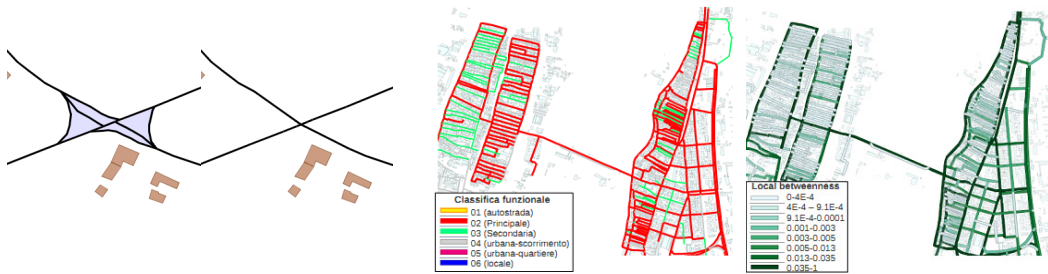 Classifica funzionale
01 (autostrada)
02 (Principale)
03 (Secondaria)
04 (urbana-scorrimento)
05 (urbana-quartiere)
06 (locale)
Local betweenness
0-4E-4
4E-4 – 9.1E-4
9.1E-4-0.0001
0.001-0.003
0.003-0.005
0.005-0.013
0.013-0.035
0.035-1